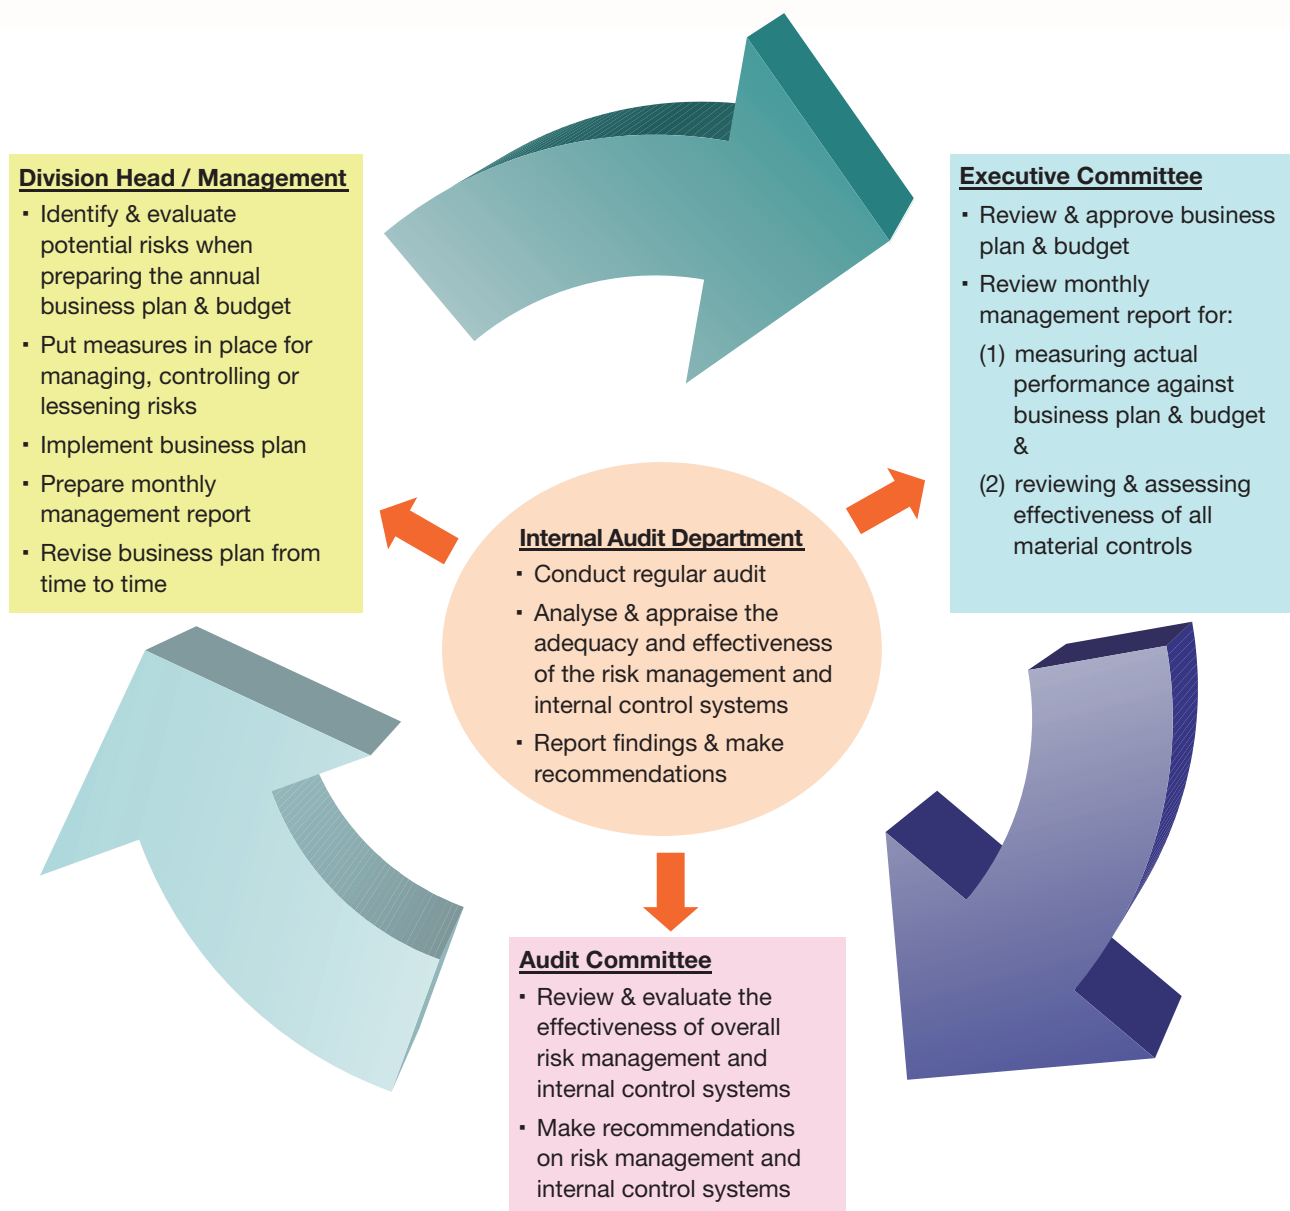 Division Head / Management
▪ Identify & evaluate
potential risks when
preparing the annual
business plan & budget
▪ Put measures in place for
managing, controlling or
lessening risks
▪ Implement business plan
▪ Prepare monthly
management report
▪ Revise business plan from
time to time
Executive Committee
▪ Review & approve business
plan & budget
▪ Review monthly
management report for:
(1) measuring actual
performance against
business plan & budget
&
(2) reviewing & assessing
effectiveness of all
material controls
Internal Audit Department
▪ Conduct regular audit
▪ Analyse & appraise the
adequacy and effectiveness
of the risk management and
internal control systems
▪ Report findings & make
recommendations
Audit Committee
▪ Review & evaluate the
effectiveness of overall
risk management and
internal control systems
▪ Make recommendations
on risk management and
internal control systems